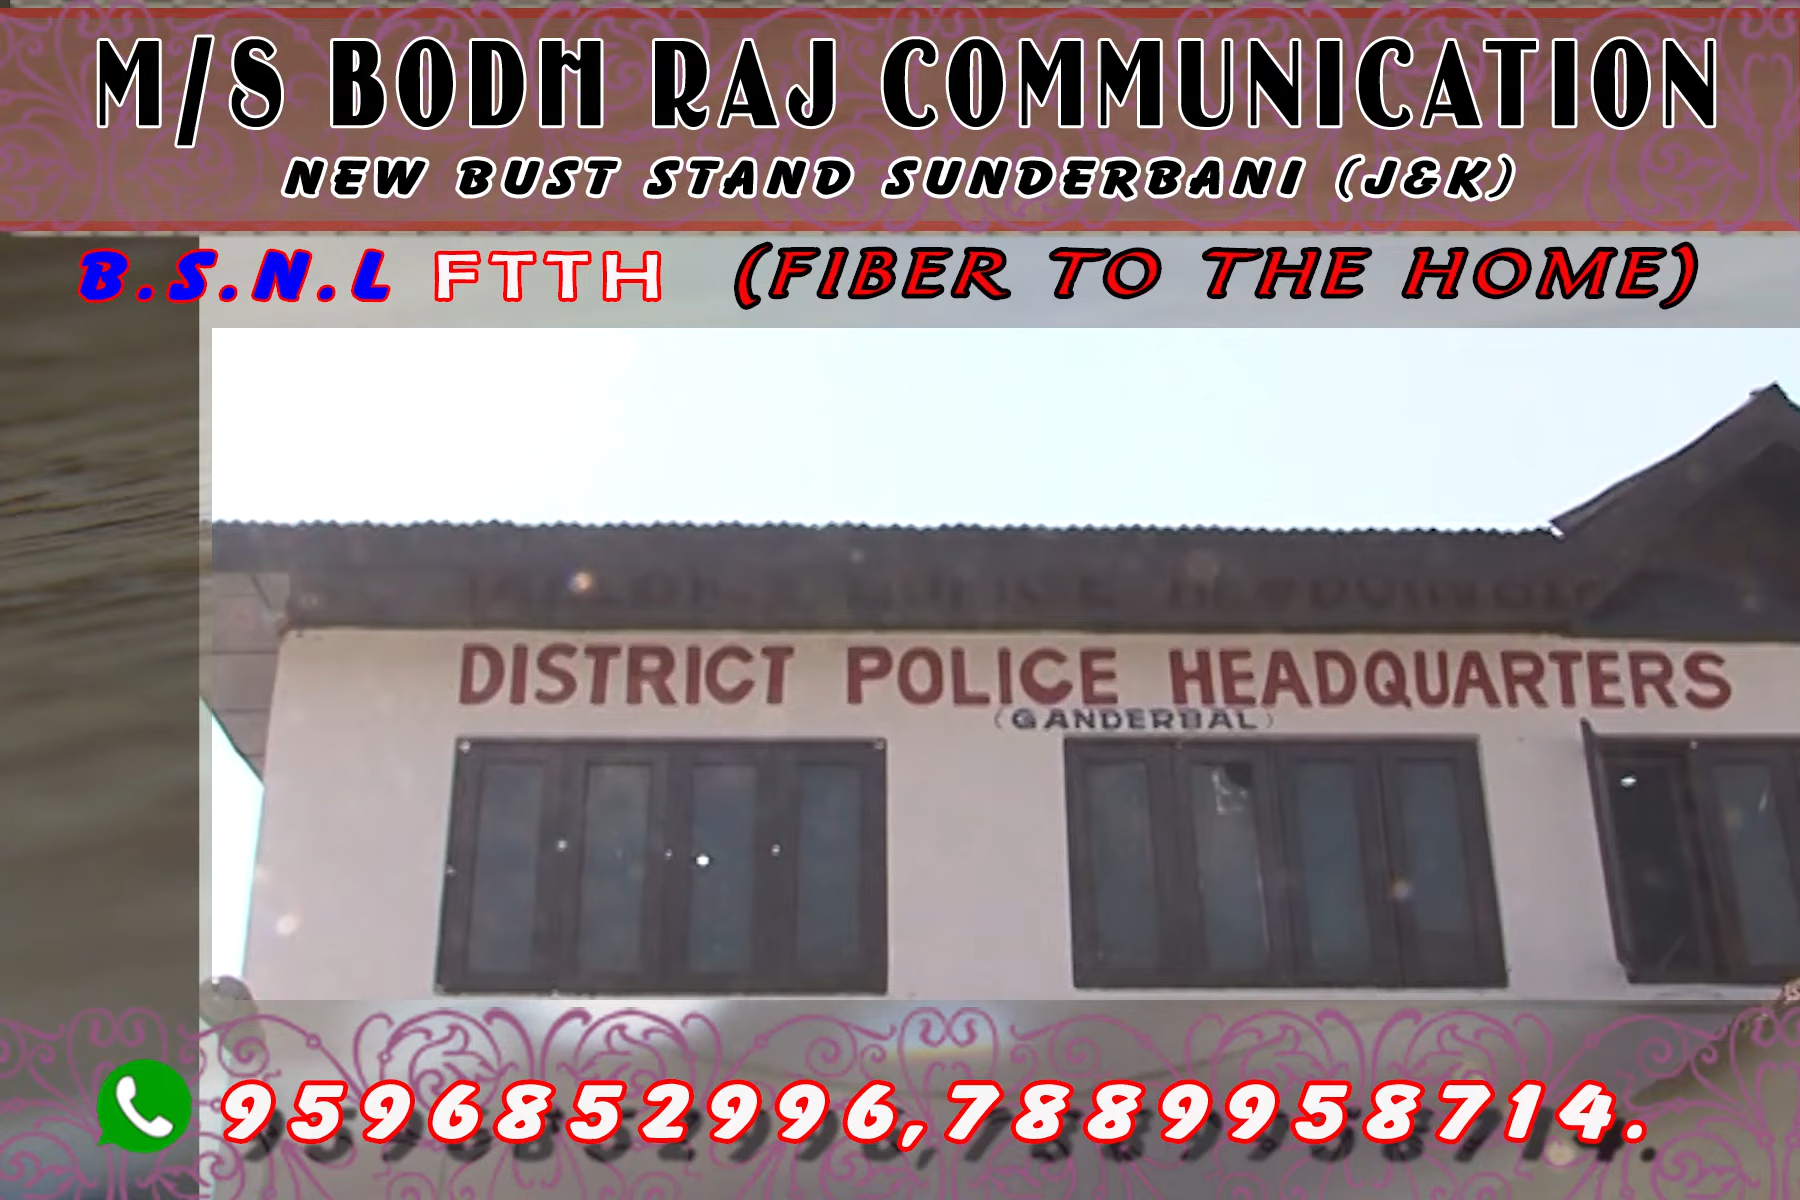 M/S BODH RAJ COMMUNICATION
NEW BUST STAND SUNDERBANI (J&K)
B.S.N.L FTTH (FIBER TO THE HOME)
DISTRICT POLICE HEADQUARTERS
(GANDERBAL)
9596852996,7889958714.